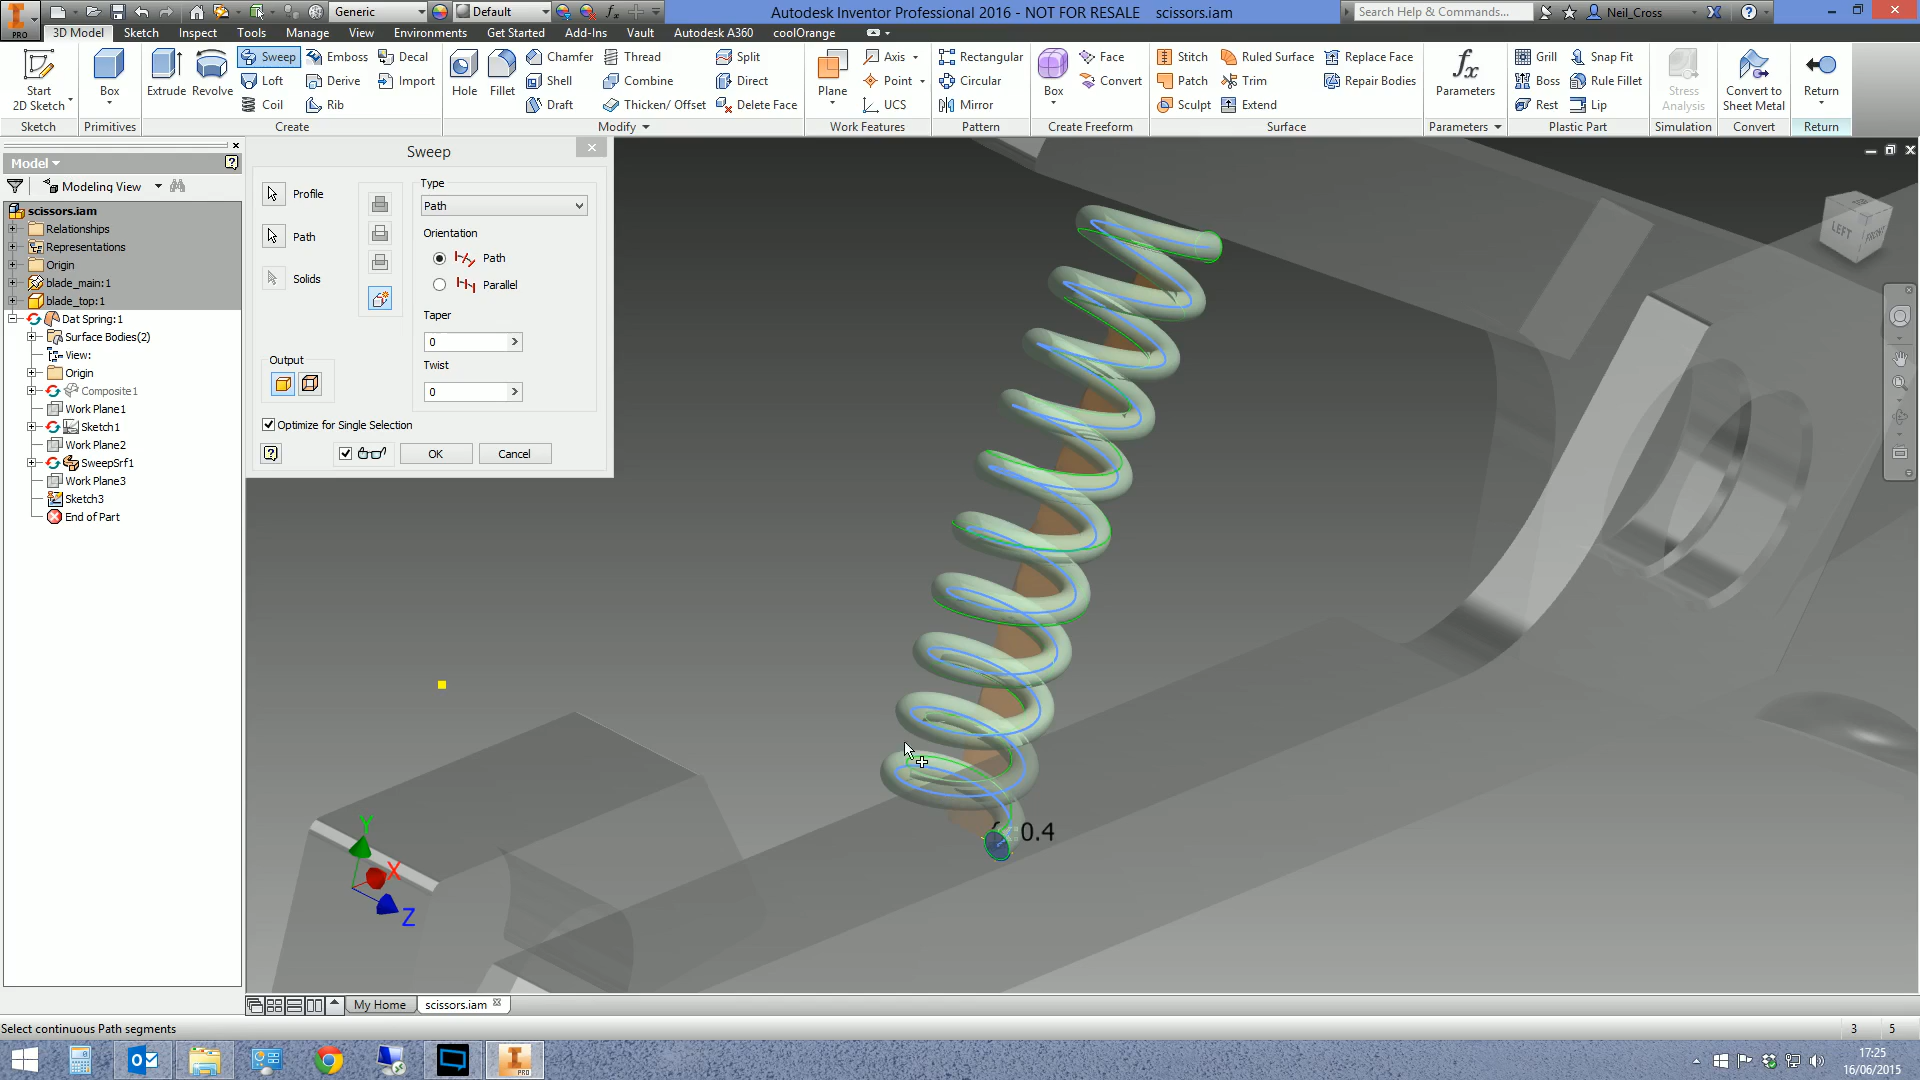 Generic
Default
Autodesk Inventor Professional 2016 - NOT FOR RESALE scissors.iam
Search Help & Commands...
Neil_Cross
PRO
3D Model Sketch Inspect Tools Manage View Environments Get Started Add-Ins Vault Autodesk A360 coolOrange
Start
2D Sketch
Box
Extrude Revolve
Sweep Emboss Decal
Loft Derive Import
Coil Rib
Hole Fillet
Chamfer Thread Split
Shell Combine Direct
Draft Thicken/ Offset Delete Face
Plane
Axis
Point
UCS
Rectangular
Circular
Mirror
Box
Face
Convert
Stitch Ruled Surface Replace Face
Patch Trim Repair Bodies
Sculpt Extend
Parameters
Grill Snap Fit
Boss Rule Fillet
Rest Lip
Stress
Analysis
Convert to
Sheet Metal
Return
Sketch Primitives Create Modify Work Features Pattern Create Freeform Surface Parameters Plastic Part Simulation Convert Return
Model
Modeling View
scissors.iam
Relationships
Representations
Origin
blade_main:1
blade_top:1
Dat Spring:1
Surface Bodies(2)
View:
Origin
Composite1
Work Plane1
Sketch1
Work Plane2
SweepSrf1
Work Plane3
Sketch3
End of Part
Sweep
Profile
Path
Solids
Output
Type
Path
Orientation
Path
Parallel
Taper
0
Twist
0
Optimize for Single Selection
OK Cancel
LEFT FRONT
0.4
Y
X
Z
My Home scissors.iam
Select continuous Path segments
3 5
PRO
17:25
16/06/2015